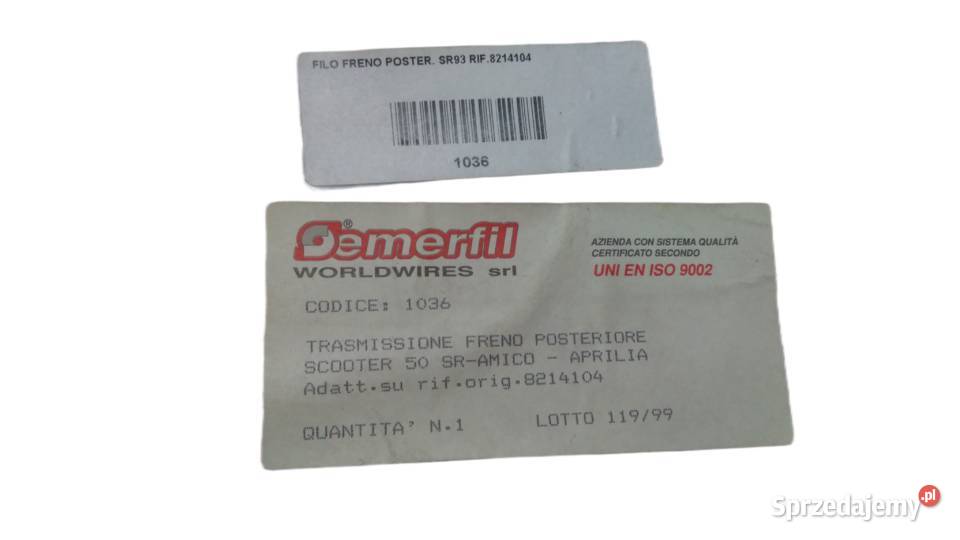 FILO FRENO POSTER. SR93 RIF.8214104
1036
Semerfil®
WORLDWIRES srl
AZIENDA CON SISTEMA QUALITÀ
CERTIFICATO SECONDO
UNI EN ISO 9002
CODICE: 1036
TRASMISSIONE FRENO POSTERIORE
SCOOTER 50 SR-AMICO - APRILIA
Adatt.su rif.orig.8214104
QUANTITA' N.1 LOTTO 119/99
Sprzedajemy.pl